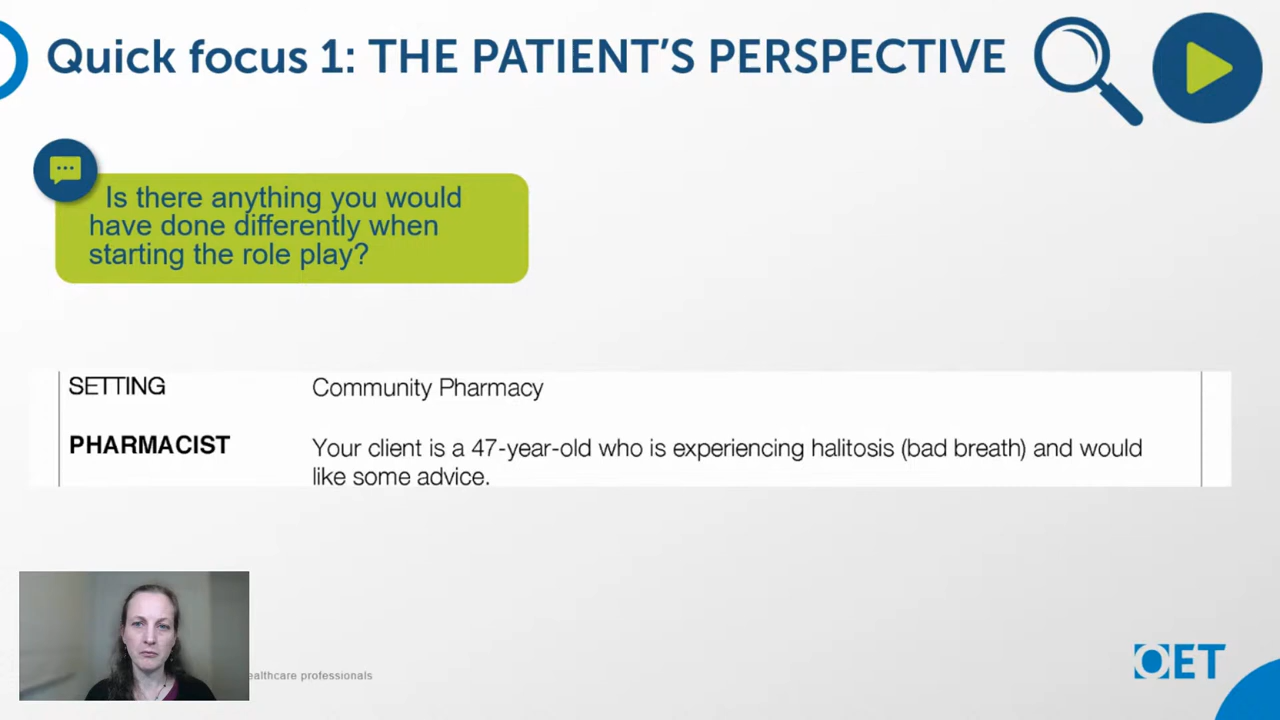 Quick focus 1: THE PATIENT'S PERSPECTIVE
Is there anything you would
have done differently when
starting the role play?
SETTING Community Pharmacy
PHARMACIST Your client is a 47-year-old who is experiencing halitosis (bad breath) and would
like some advice.
professionals
OET